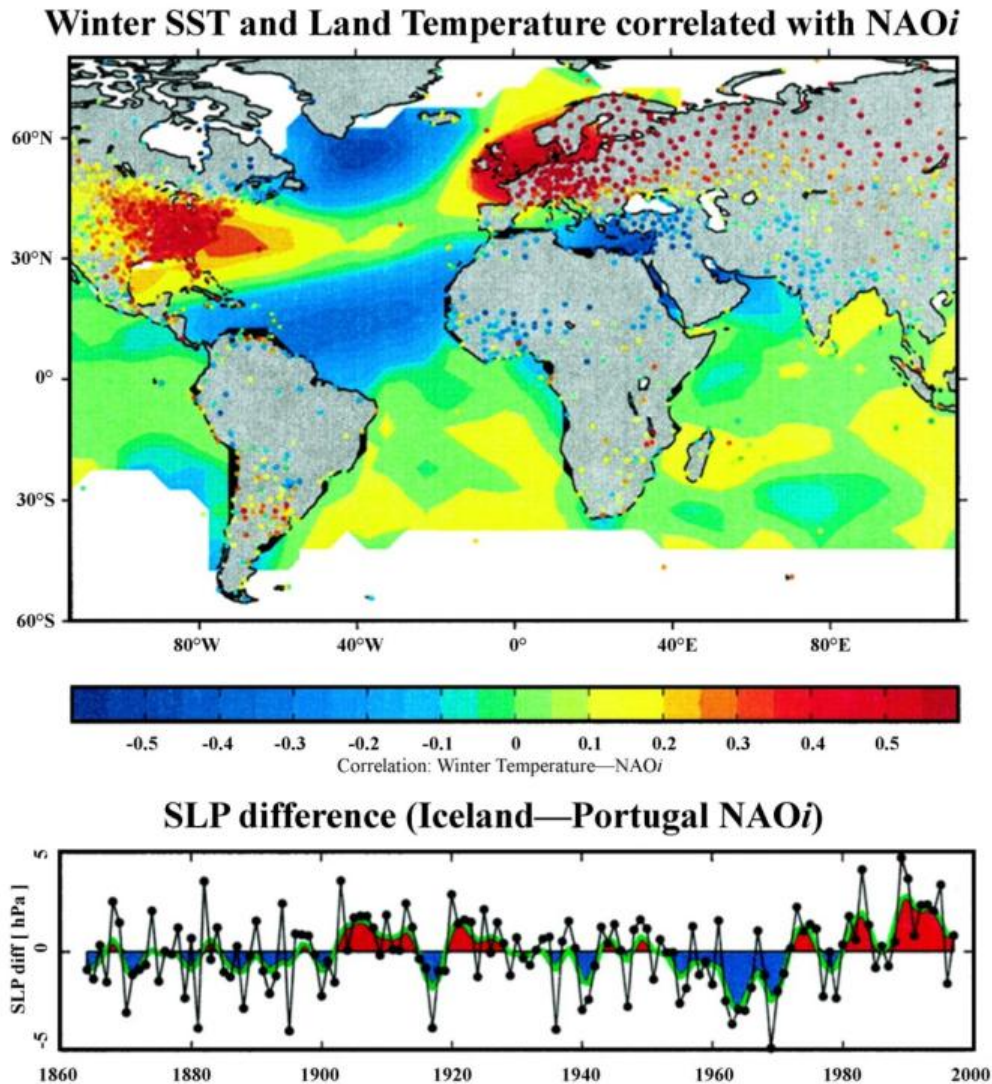 Winter SST and Land Temperature correlated with NAOi
60°N
30°N
0°
30°S
60°S
80°W 40°W 0° 40°E 80°E
-0.5 -0.4 -0.3 -0.2 -0.1 0 0.1 0.2 0.3 0.4 0.5
Correlation: Winter Temperature—NAOi
SLP difference (Iceland—Portugal NAOi)
SLP diff [ hPa]
5
0
-5
1860 1880 1900 1920 1940 1960 1980 2000